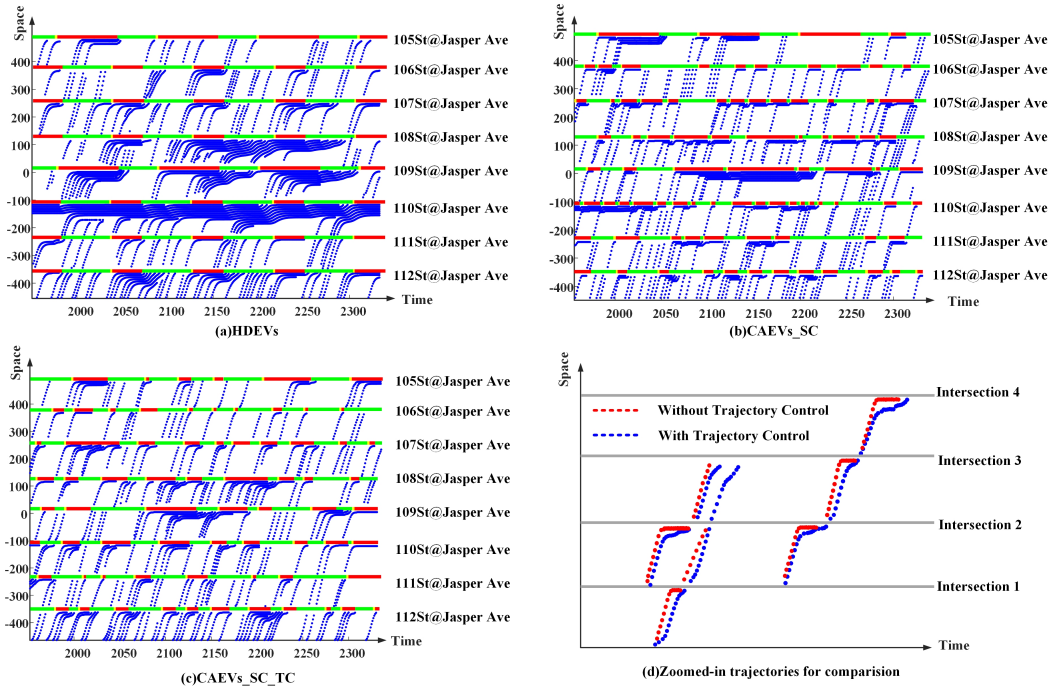 Space
400
300
200
100
0
-100
-200
-300
-400
105St@Jasper Ave
106St@Jasper Ave
107St@Jasper Ave
108St@Jasper Ave
109St@Jasper Ave
110St@Jasper Ave
111St@Jasper Ave
112St@Jasper Ave
Time
2000 2050 2100 2150 2200 2250 2300
(a)HDEVs
Space
400
300
200
100
0
-100
-200
-300
-400
105St@Jasper Ave
106St@Jasper Ave
107St@Jasper Ave
108St@Jasper Ave
109St@Jasper Ave
110St@Jasper Ave
111St@Jasper Ave
112St@Jasper Ave
Time
2000 2050 2100 2150 2200 2250 2300
(b)CAEVs_SC
Space
400
300
200
100
0
-100
-200
-300
-400
105St@Jasper Ave
106St@Jasper Ave
107St@Jasper Ave
108St@Jasper Ave
109St@Jasper Ave
110St@Jasper Ave
111St@Jasper Ave
112St@Jasper Ave
Time
2000 2050 2100 2150 2200 2250 2300
(c)CAEVs_SC_TC
Space
Without Trajectory Control
With Trajectory Control
Intersection 4
Intersection 3
Intersection 2
Intersection 1
Time
(d)Zoomed-in trajectories for comparision